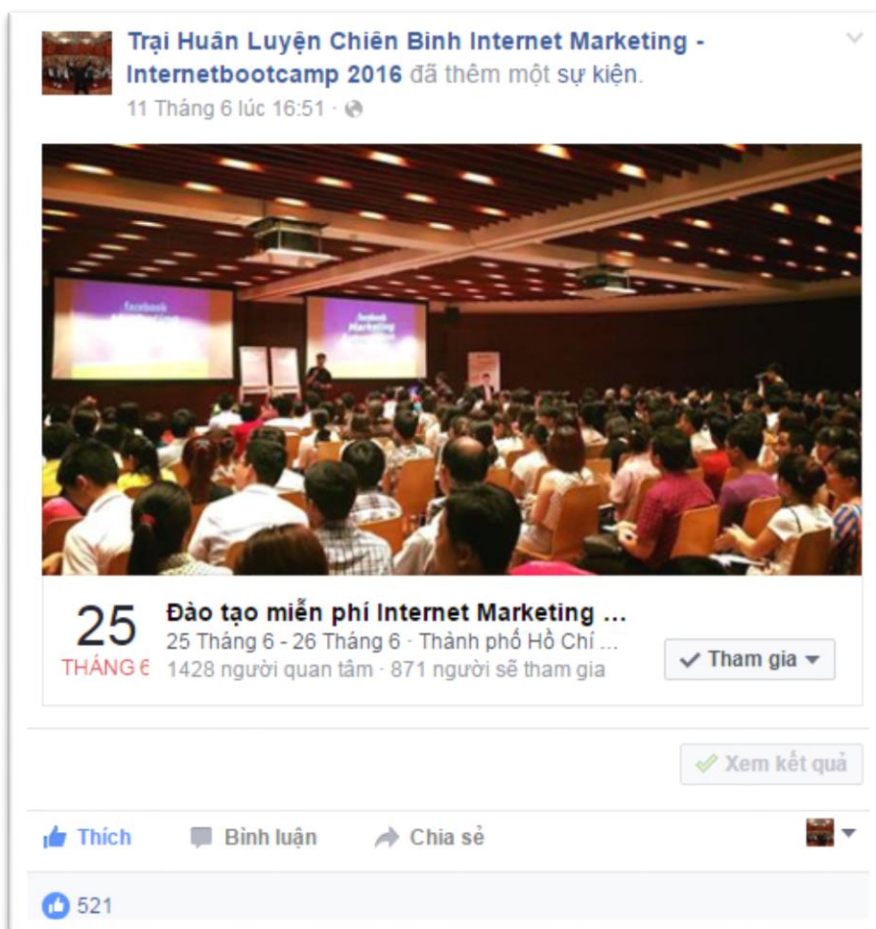 Trại Huấn Luyện Chiến Binh Internet Marketing -
Internetbootcamp 2016 đã thêm một sự kiện.
11 Tháng 6 lúc 16:51 ·
facebook
facebook
Marketing
25
THÁNG 6
Đào tạo miễn phí Internet Marketing ...
25 Tháng 6 - 26 Tháng 6 · Thành phố Hồ Chí ...
1428 người quan tâm · 871 người sẽ tham gia
Tham gia
Xem kết quả
Thích
Bình luận
Chia sẻ
521